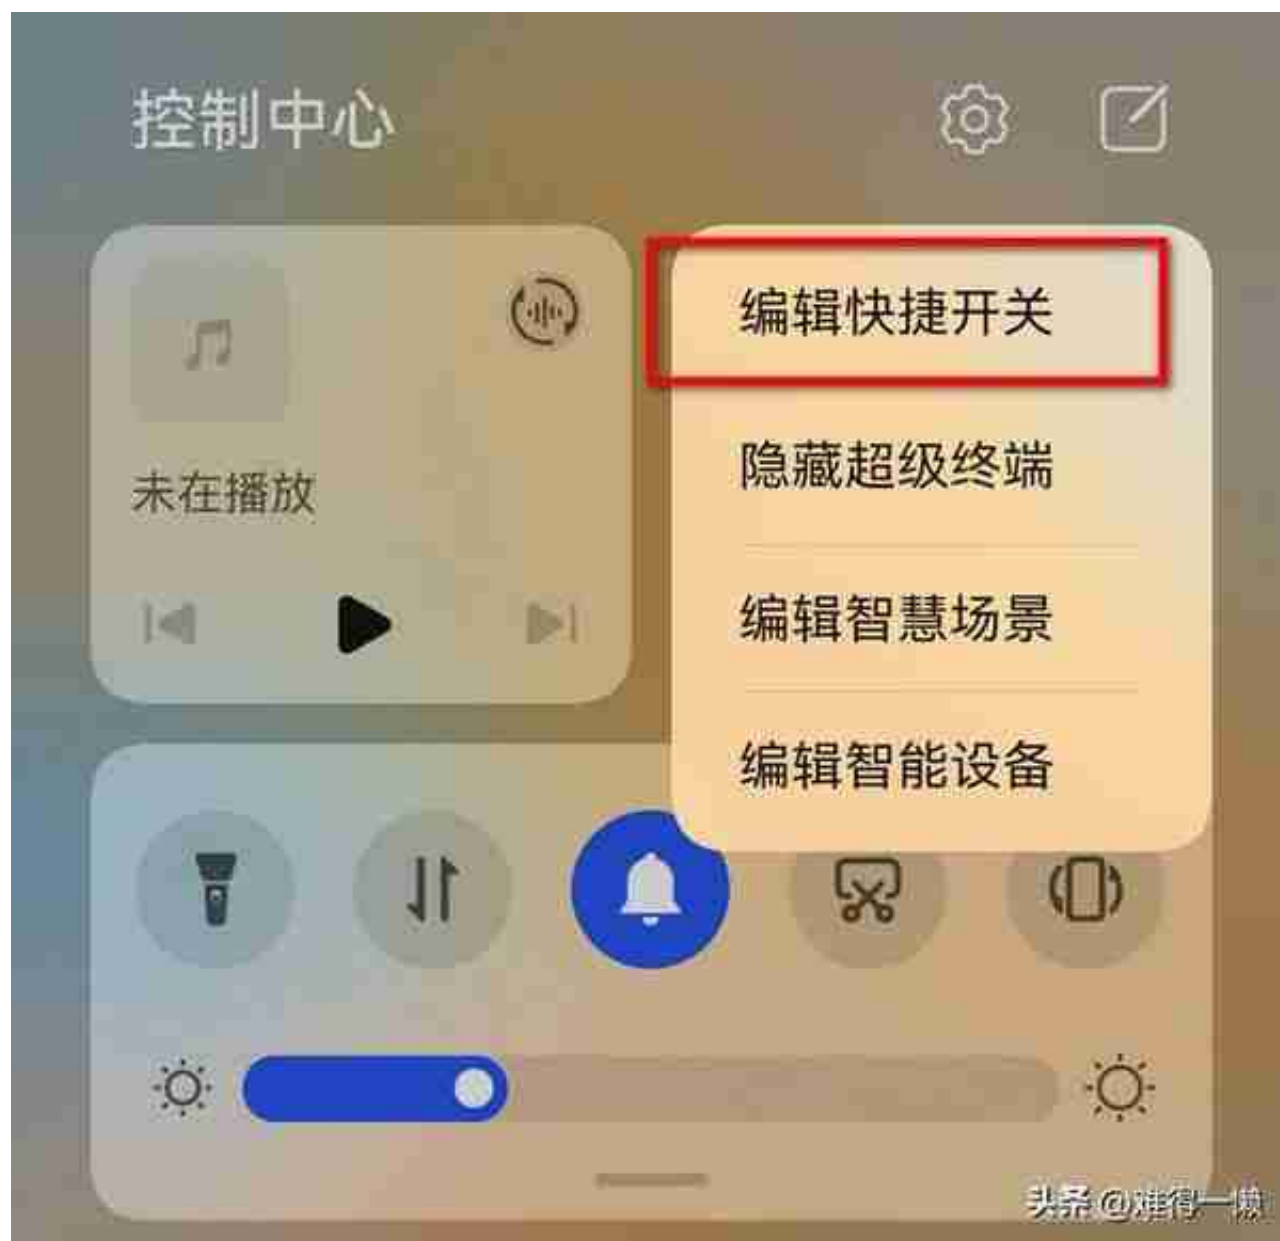 控制中心
编辑快捷开关
隐藏超级终端
未在播放
编辑智慧场景
编辑智能设备
头条 @难得一懒